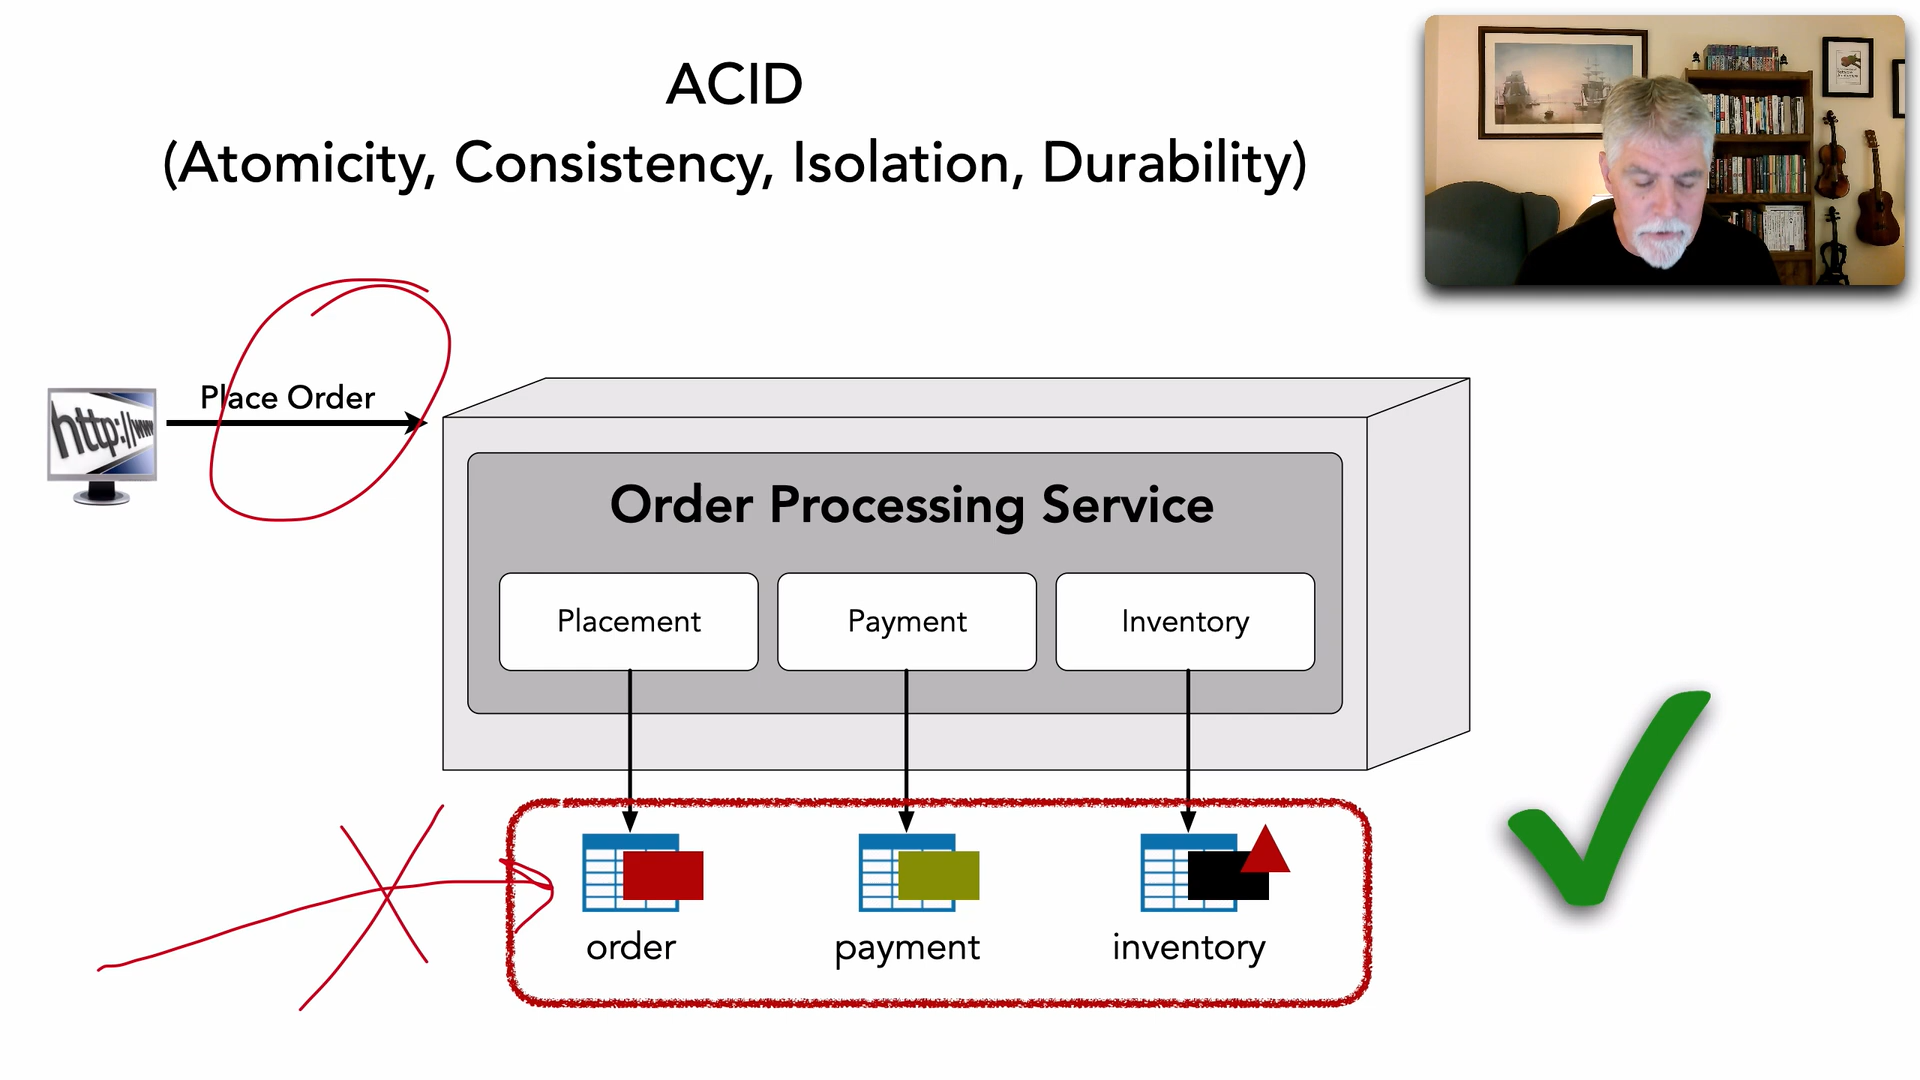 ACID
(Atomicity, Consistency, Isolation, Durability)
Place Order
http://www
Order Processing Service
Placement
Payment
Inventory
order
payment
inventory